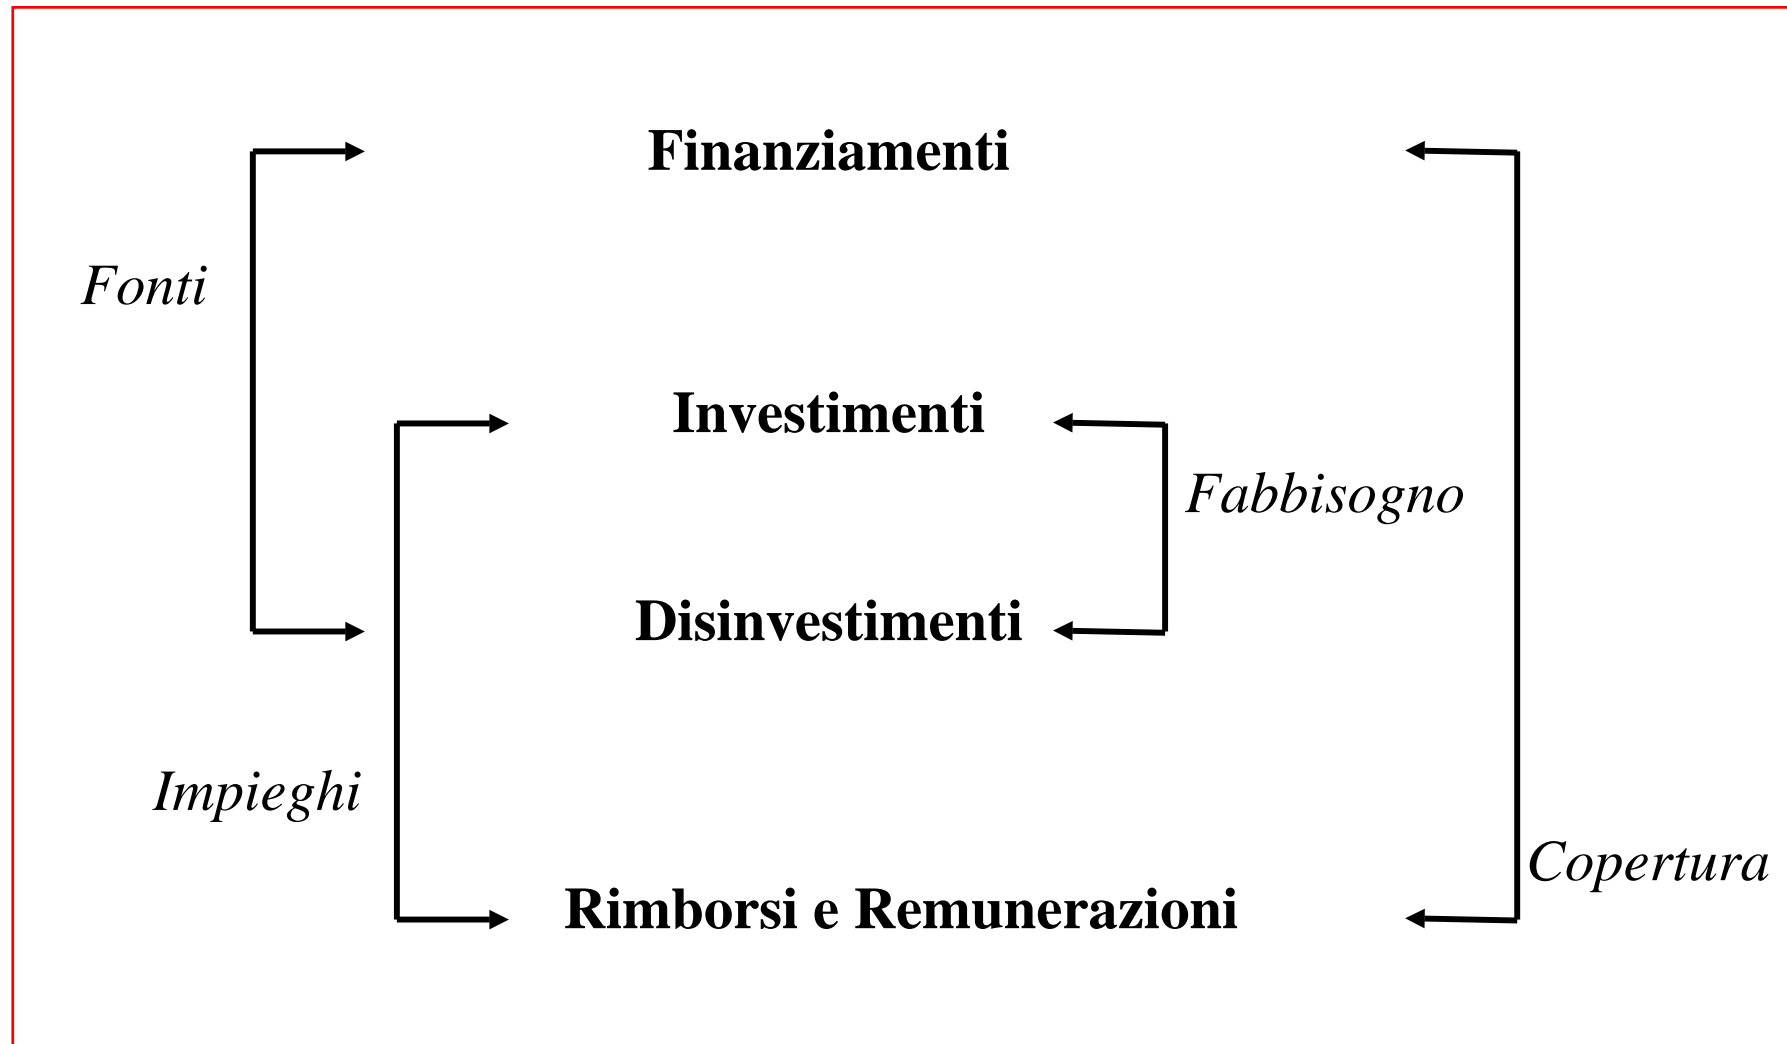 Finanziamenti
Fonti
Investimenti
Fabbisogno
Disinvestimenti
Impieghi
Copertura
Rimborsi e Remunerazioni